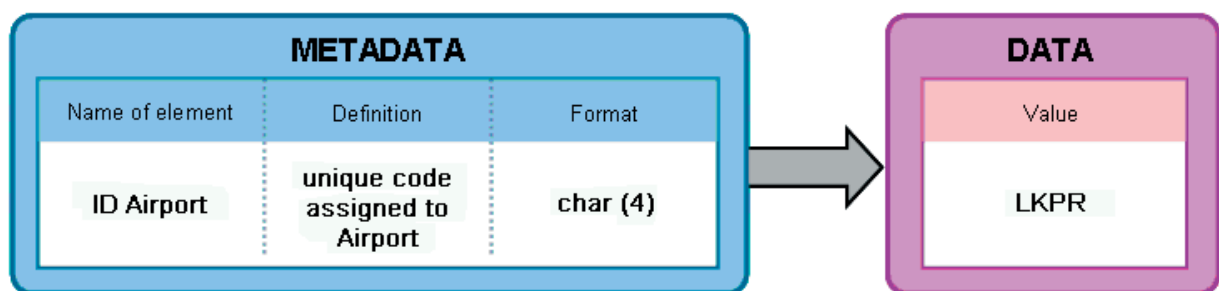 METADATA
Name of element
Definition
Format
ID Airport
unique code
assigned to
Airport
char (4)
DATA
Value
LKPR